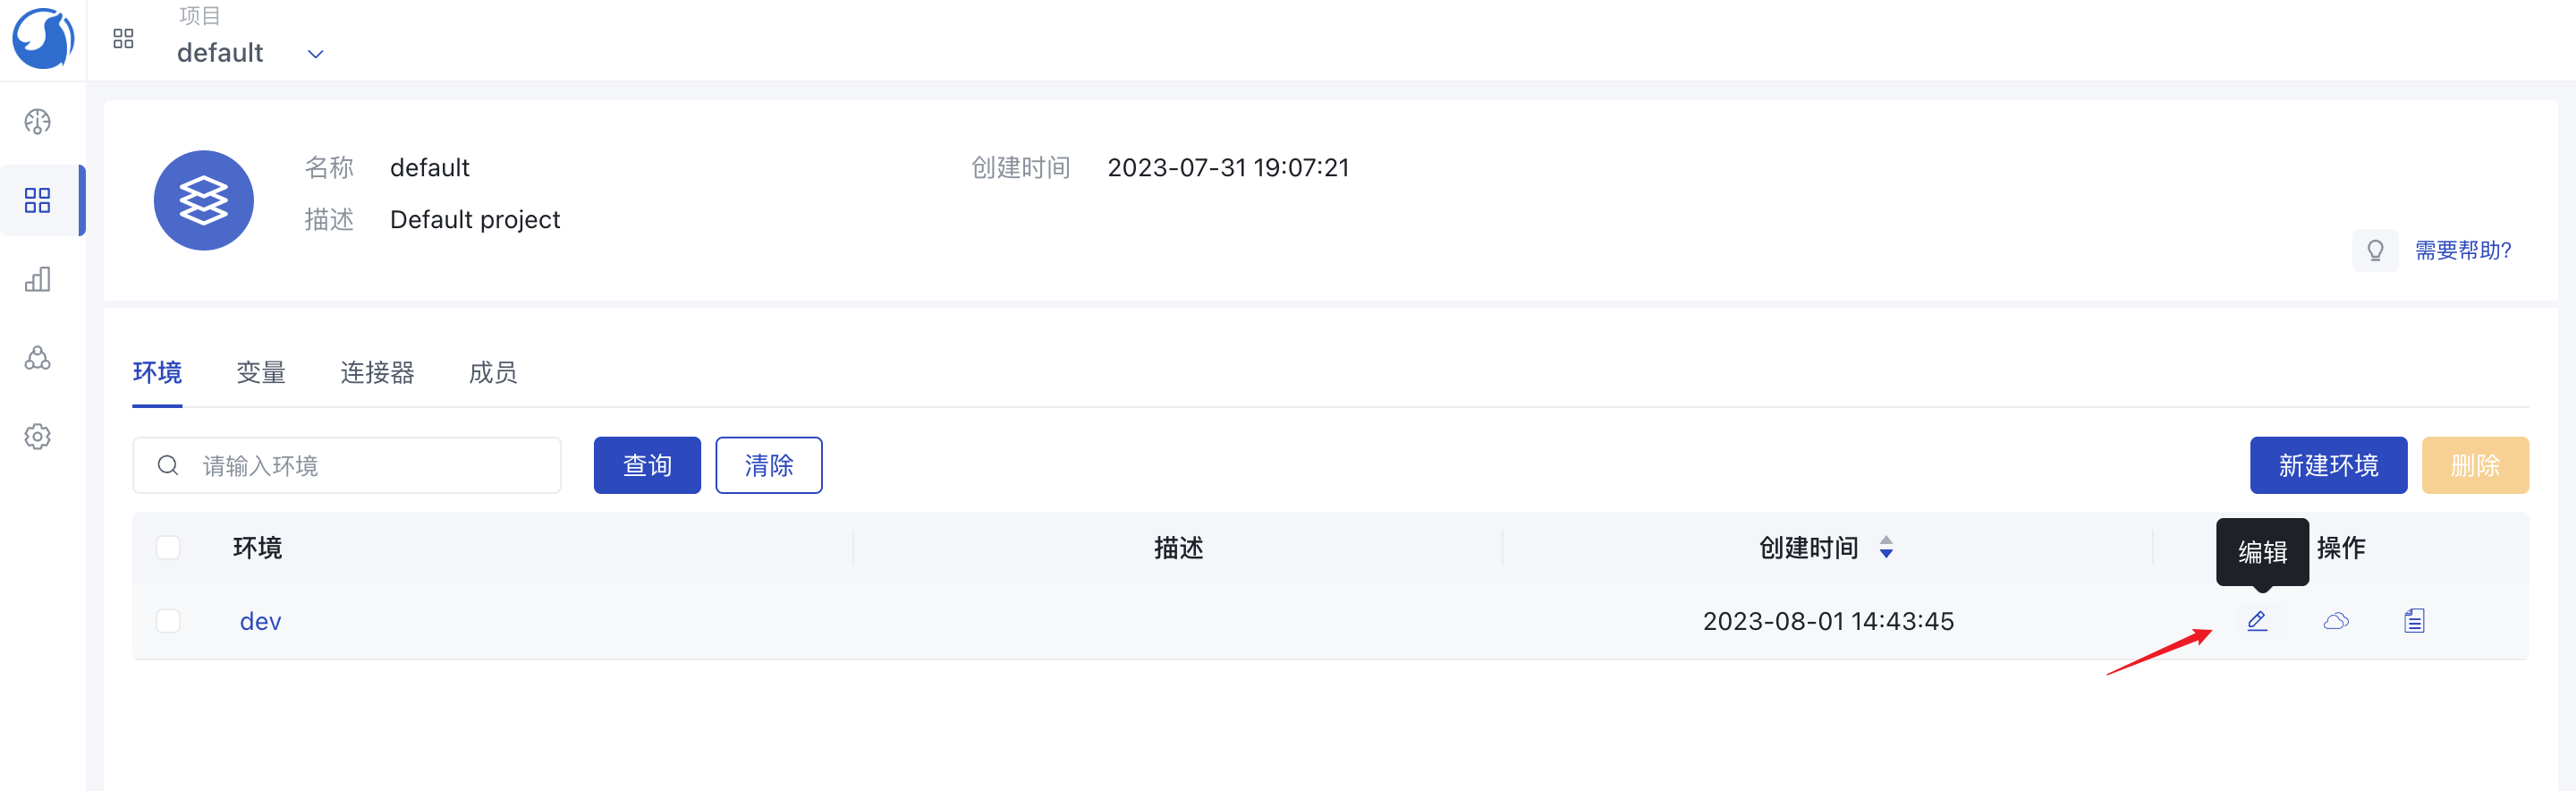 项目
default
名称 default 创建时间 2023-07-31 19:07:21
描述 Default project
需要帮助?
环境 变量 连接器 成员
请输入环境 查询 清除 新建环境 删除
环境 描述 创建时间 编辑 操作
dev 2023-08-01 14:43:45